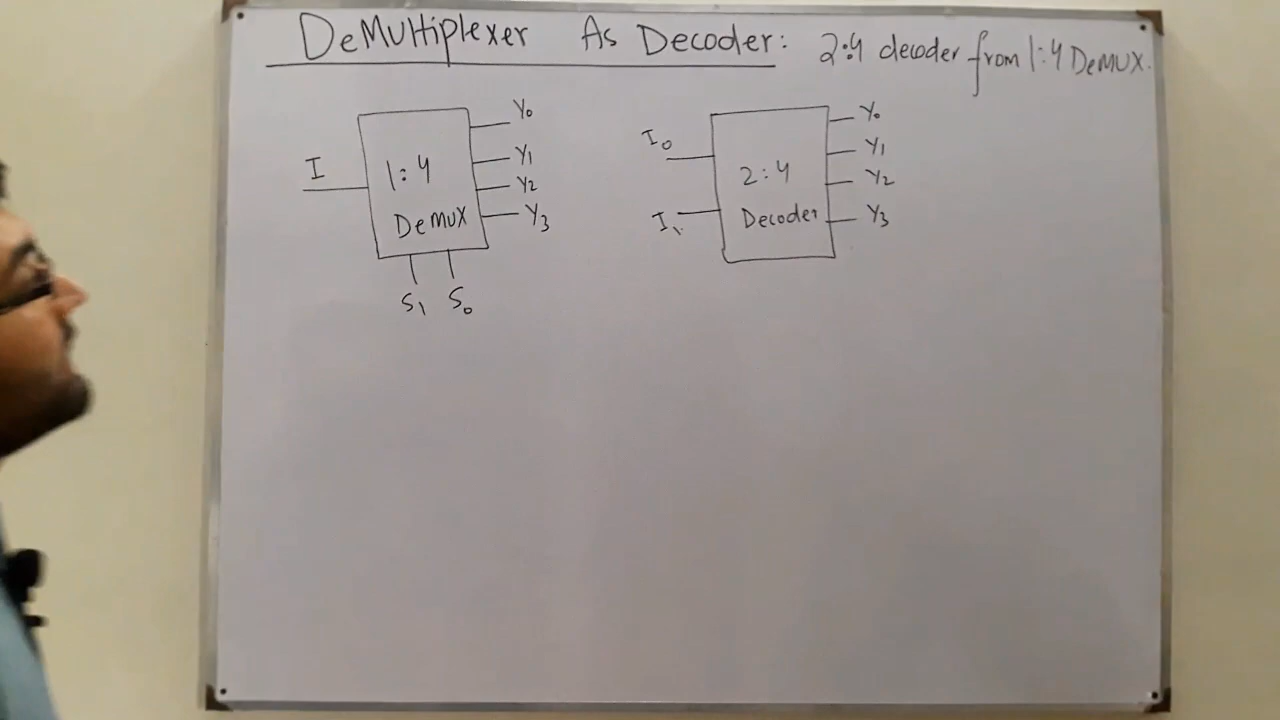 DeMultiplexer As Decoder: 2:4 decoder from 1:4 DeMUX.
I
1:4
DeMUX
Y0
Y1
Y2
Y3
S1 S0
I0
I1
2:4
Decoder
Y0
Y1
Y2
Y3